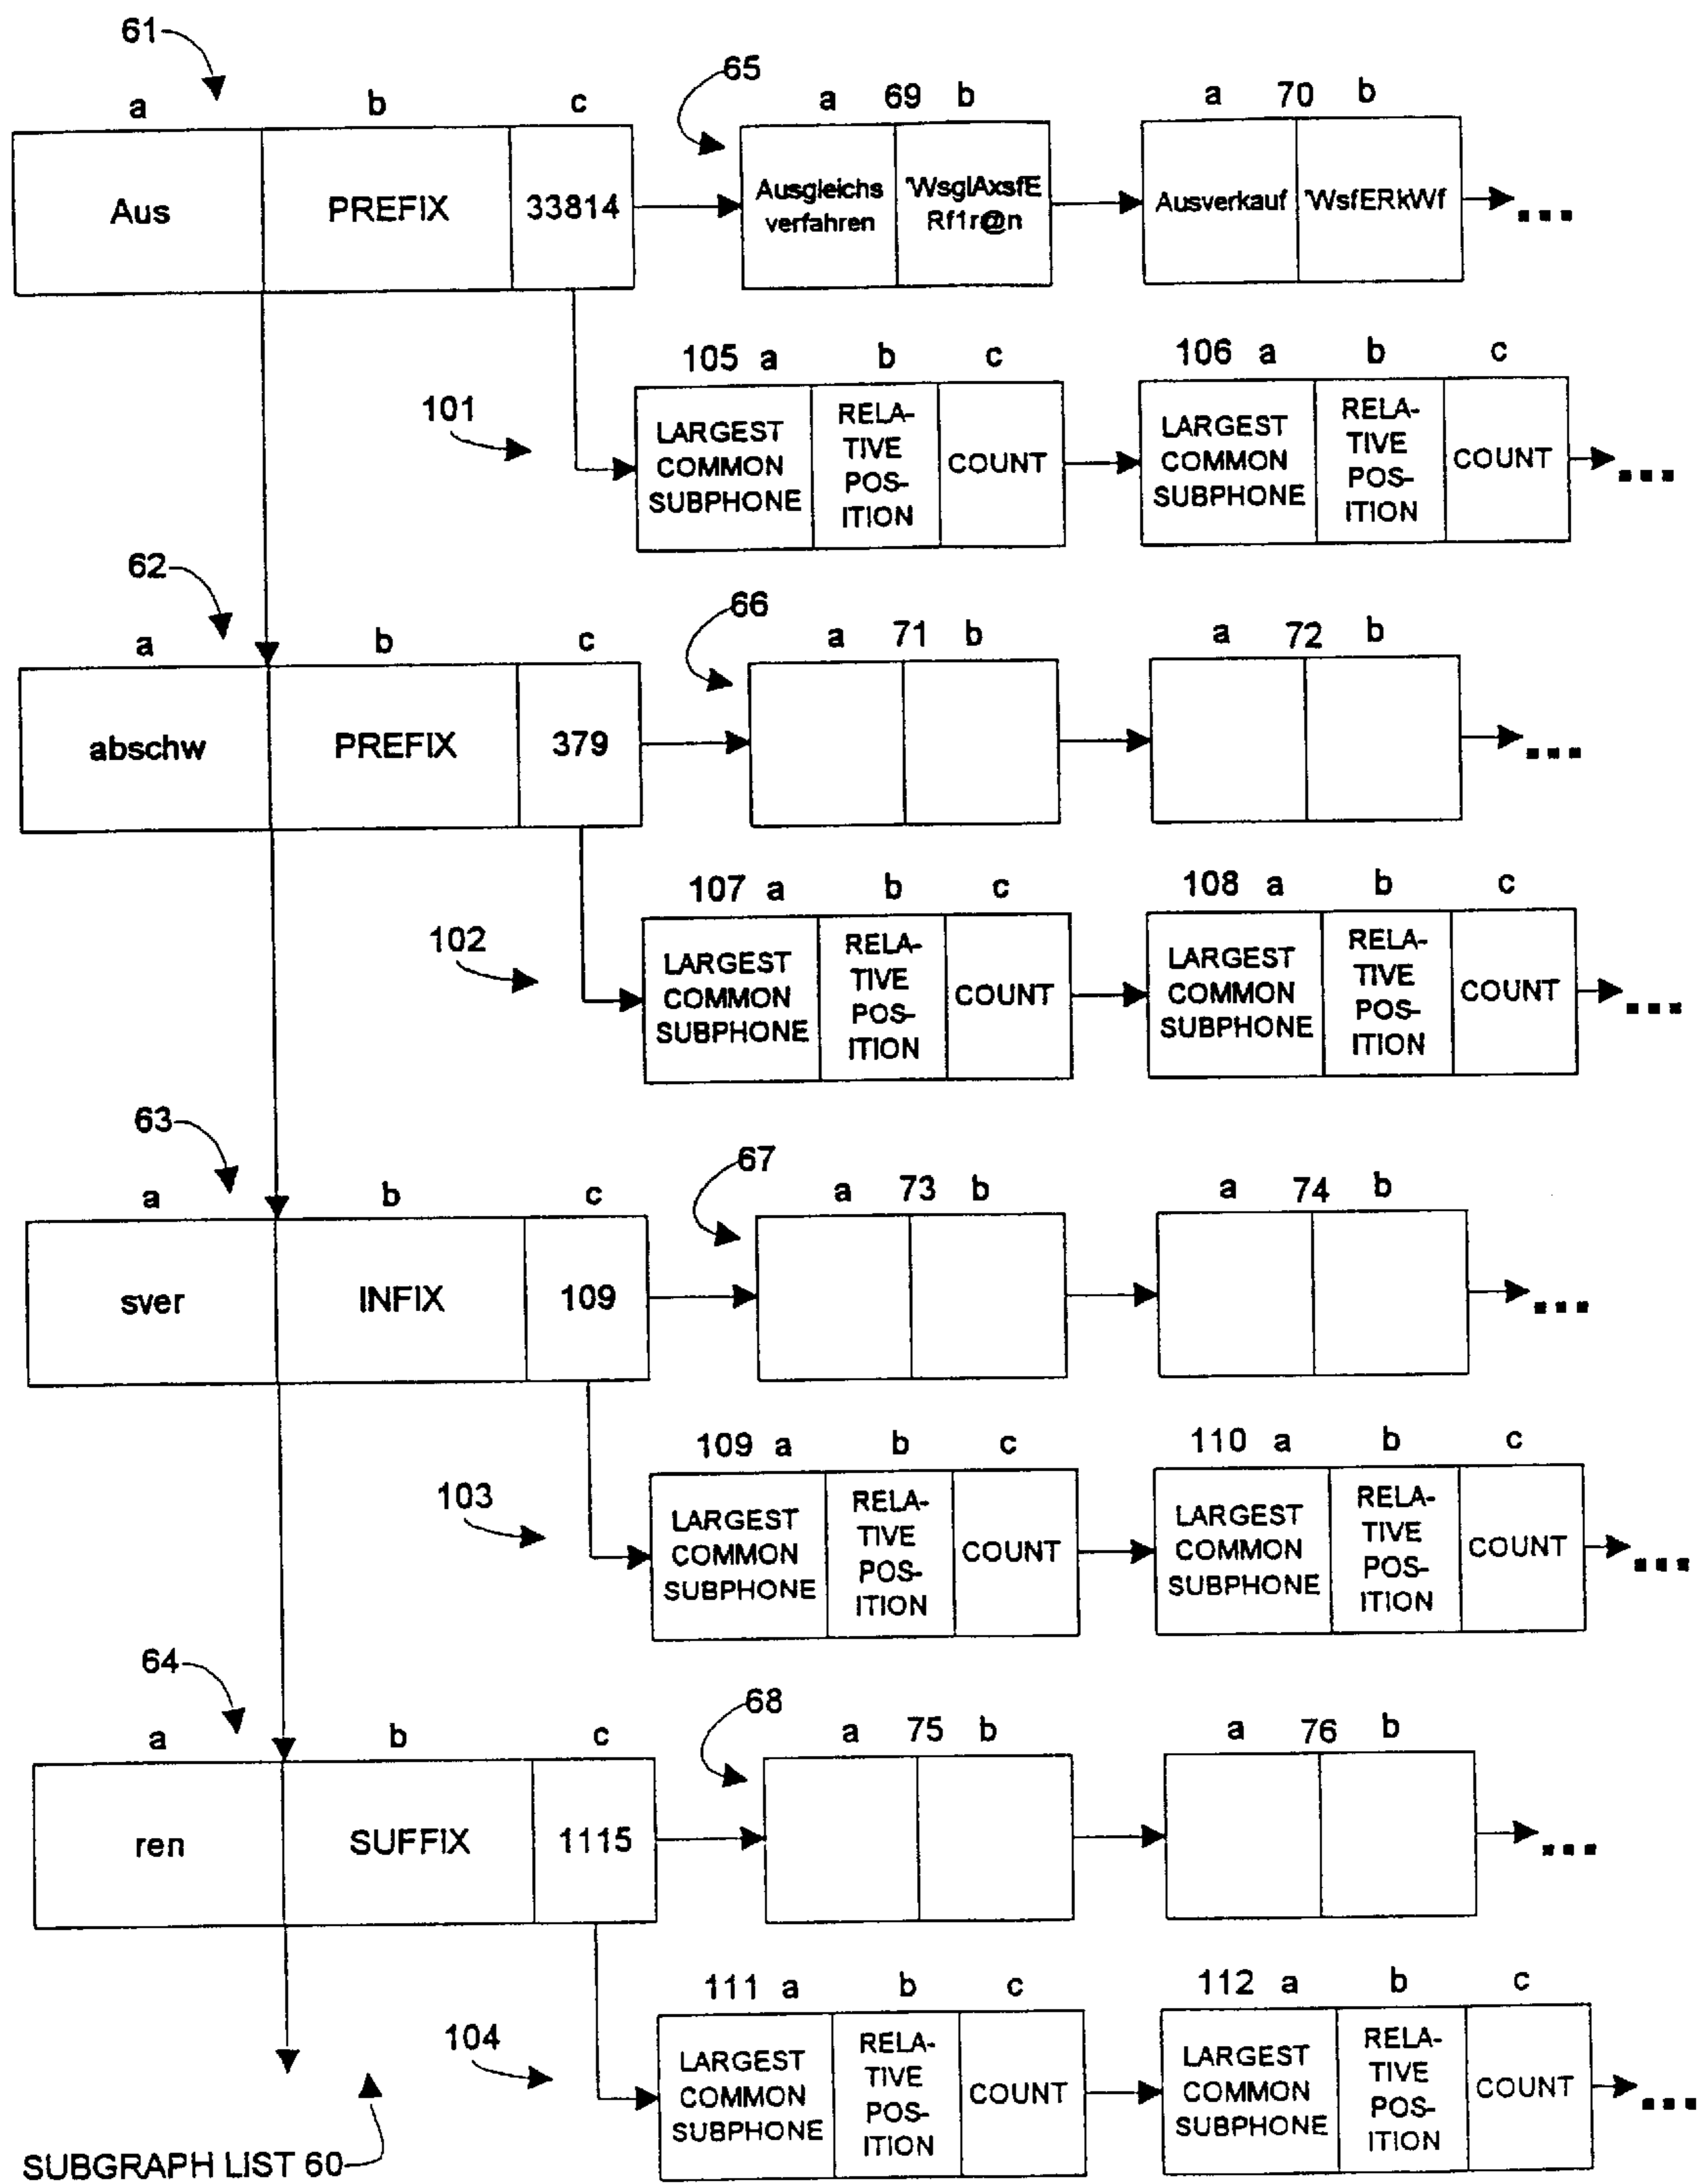 61
a b c
65
a 69 b
a 70 b
Aus PREFIX 33814
Ausgleichs
verfahren
'WsglAxsfE
Rf1r@n
Ausverkauf 'WsfERkWf
...
101
105 a b c
106 a b c
LARGEST
COMMON
SUBPHONE
RELA-
TIVE
POS-
ITION
COUNT
LARGEST
COMMON
SUBPHONE
RELA-
TIVE
POS-
ITION
COUNT
...
62
a b c
66
a 71 b
a 72 b
abschw PREFIX 379
...
102
107 a b c
108 a b c
LARGEST
COMMON
SUBPHONE
RELA-
TIVE
POS-
ITION
COUNT
LARGEST
COMMON
SUBPHONE
RELA-
TIVE
POS-
ITION
COUNT
...
63
a b c
67
a 73 b
a 74 b
sver INFIX 109
...
103
109 a b c
110 a b c
LARGEST
COMMON
SUBPHONE
RELA-
TIVE
POS-
ITION
COUNT
LARGEST
COMMON
SUBPHONE
RELA-
TIVE
POS-
ITION
COUNT
...
64
a b c
68
a 75 b
a 76 b
ren SUFFIX 1115
...
104
111 a b c
112 a b c
LARGEST
COMMON
SUBPHONE
RELA-
TIVE
POS-
ITION
COUNT
LARGEST
COMMON
SUBPHONE
RELA-
TIVE
POS-
ITION
COUNT
...
SUBGRAPH LIST 60